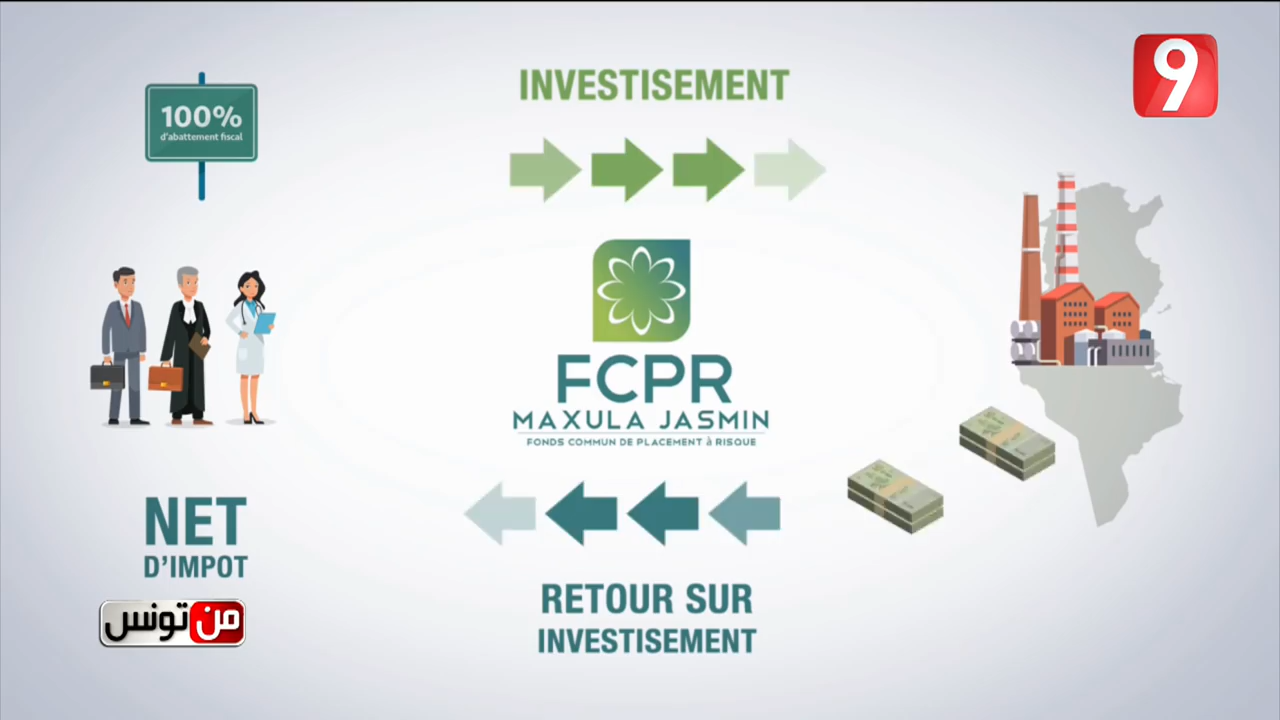 INVESTISEMENT
9
100%
d'abattement fiscal
FCPR
MAXULA JASMIN
FONDS COMMUN DE PLACEMENT à RISQUE
NET
D'IMPOT
من تونس
RETOUR SUR
INVESTISEMENT